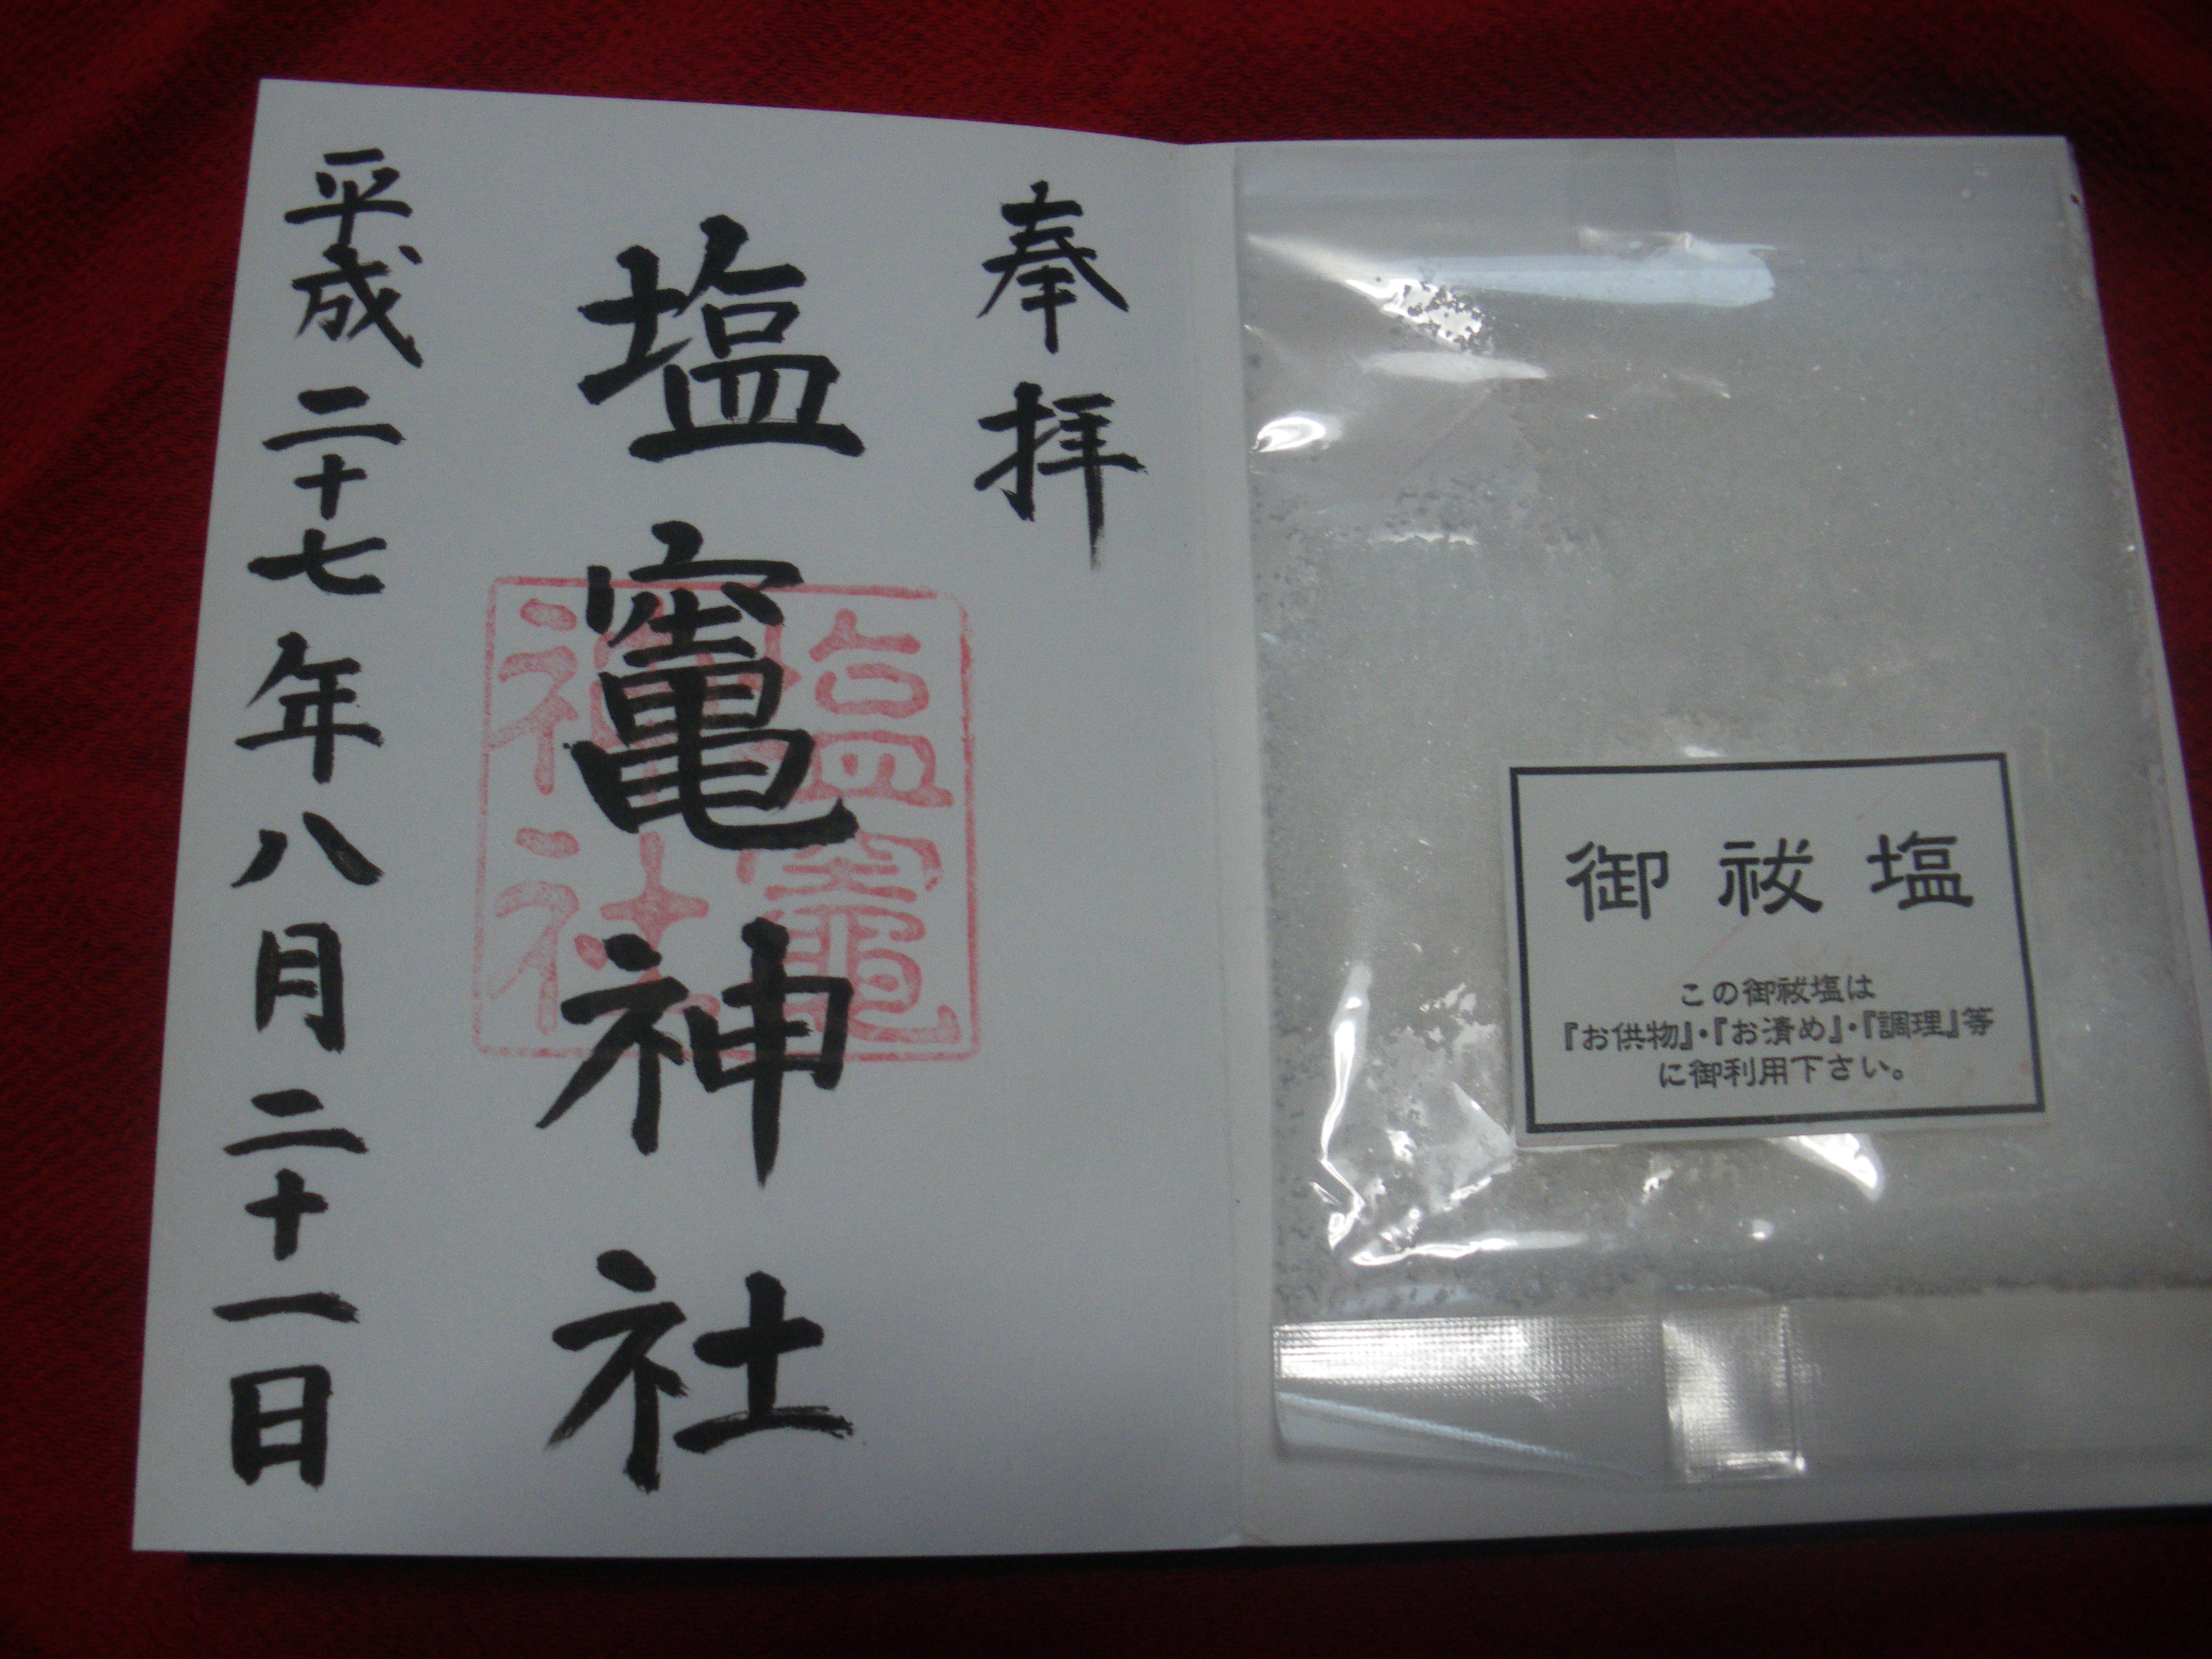 奉拝
塩竈神社
平成二十七年八月二十一日
塩竈
神社
御祓塩
この御祓塩は
『お供物』・『お清め』・『調理』等
に御利用下さい。